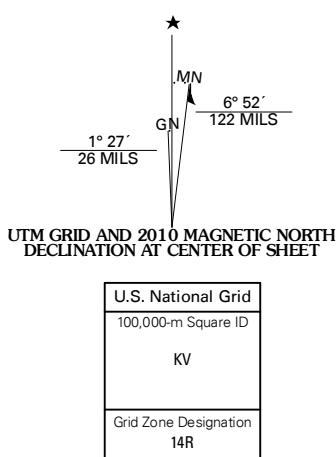 ★
MN
6° 52´
122 MILS
GN
1° 27´
26 MILS
UTM GRID AND 2010 MAGNETIC NORTH
DECLINATION AT CENTER OF SHEET
U.S. National Grid
100,000-m Square ID
KV
Grid Zone Designation
14R